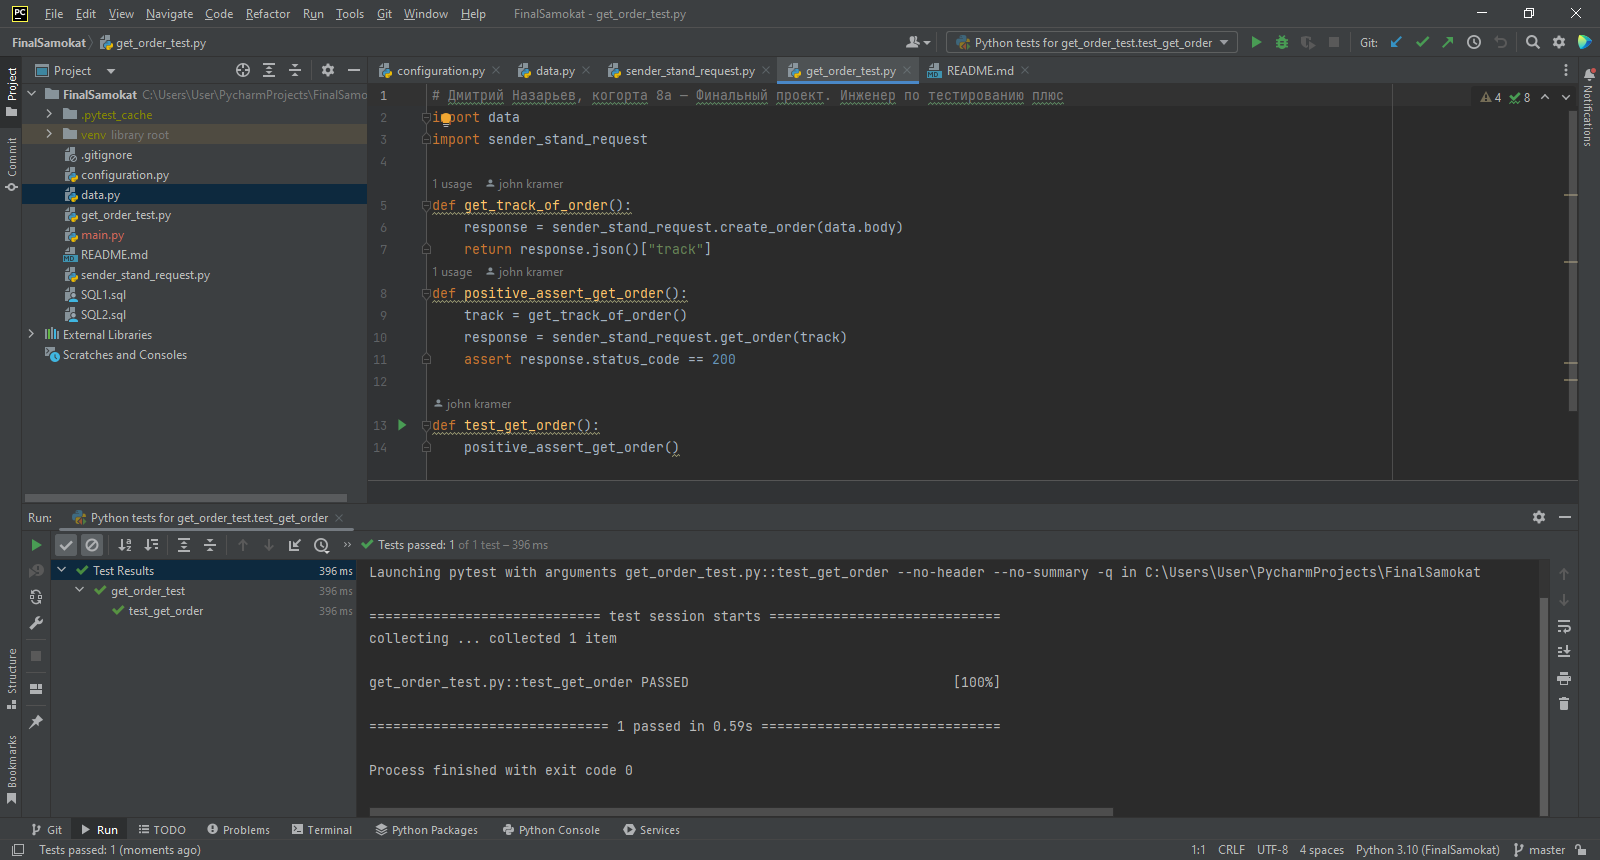 PC File Edit View Navigate Code Refactor Run Tools Git Window Help FinalSamokat - get_order_test.py
FinalSamokat get_order_test.py Python tests for get_order_test.test_get_order Git:
Project
configuration.py data.py sender_stand_request.py get_order_test.py README.md
FinalSamokat C:\Users\User\PycharmProjects\FinalSamo
.pytest_cache
venv library root
.gitignore
configuration.py
data.py
get_order_test.py
main.py
README.md
sender_stand_request.py
SQL1.sql
SQL2.sql
External Libraries
Scratches and Consoles
Project
Commit
Structure
Bookmarks
Notifications
4 8
1 # Дмитрий Назарьев, когорта 8а — Финальный проект. Инженер по тестированию плюс
2 import data
3 import sender_stand_request
4
1 usage john kramer
5 def get_track_of_order():
6 response = sender_stand_request.create_order(data.body)
7 return response.json()["track"]
1 usage john kramer
8 def positive_assert_get_order():
9 track = get_track_of_order()
10 response = sender_stand_request.get_order(track)
11 assert response.status_code == 200
12
john kramer
13 def test_get_order():
14 positive_assert_get_order()
Run: Python tests for get_order_test.test_get_order
Tests passed: 1 of 1 test – 396 ms
Test Results 396 ms
get_order_test 396 ms
test_get_order 396 ms
Launching pytest with arguments get_order_test.py::test_get_order --no-header --no-summary -q in C:\Users\User\PycharmProjects\FinalSamokat
============================= test session starts =============================
collecting ... collected 1 item
get_order_test.py::test_get_order PASSED [100%]
============================== 1 passed in 0.59s ==============================
Process finished with exit code 0
Git Run TODO Problems Terminal Python Packages Python Console Services
Tests passed: 1 (moments ago) 1:1 CRLF UTF-8 4 spaces Python 3.10 (FinalSamokat) master